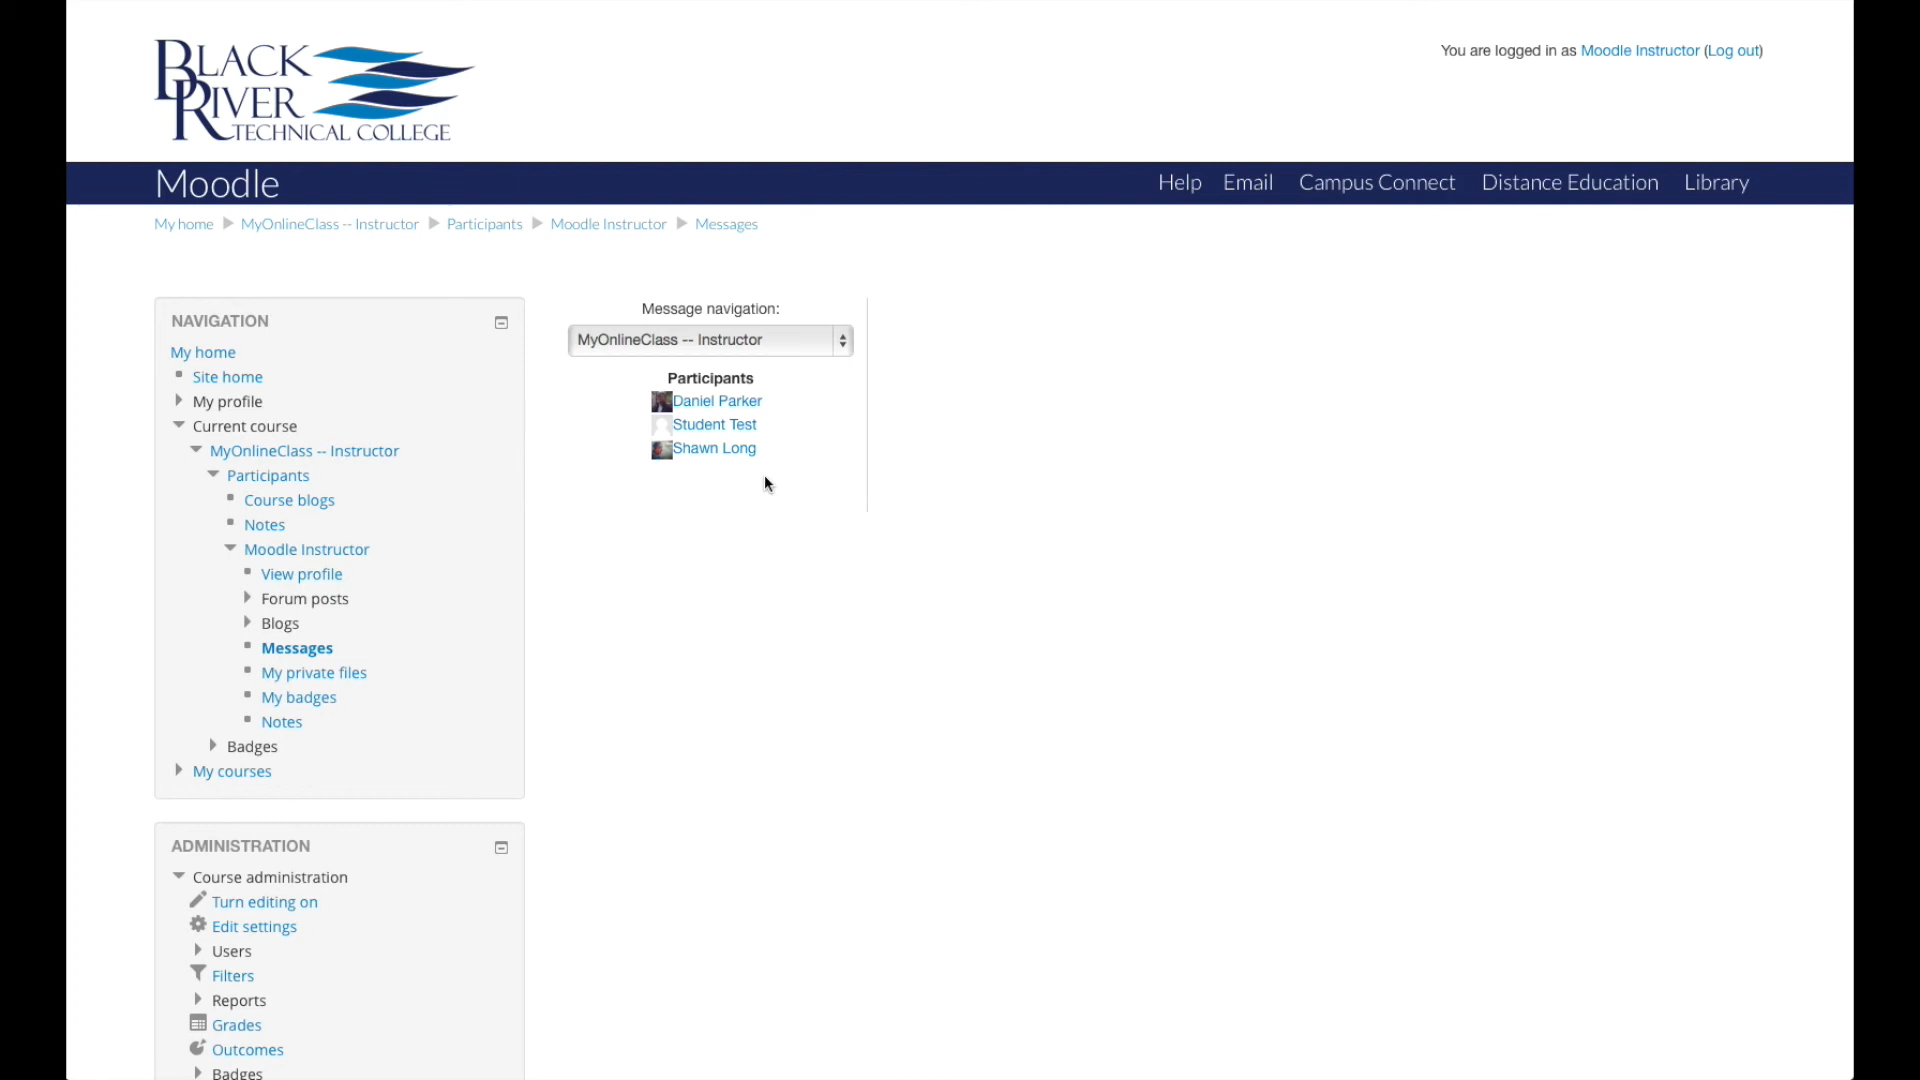 BLACK
RIVER
TECHNICAL COLLEGE
You are logged in as Moodle Instructor (Log out)
Moodle
Help Email Campus Connect Distance Education Library
My home MyOnlineClass -- Instructor Participants Moodle Instructor Messages
NAVIGATION
My home
Site home
My profile
Current course
MyOnlineClass -- Instructor
Participants
Course blogs
Notes
Moodle Instructor
View profile
Forum posts
Blogs
Messages
My private files
My badges
Notes
Badges
My courses
Message navigation:
MyOnlineClass -- Instructor
Participants
Daniel Parker
Student Test
Shawn Long
ADMINISTRATION
Course administration
Turn editing on
Edit settings
Users
Filters
Reports
Grades
Outcomes
Badges